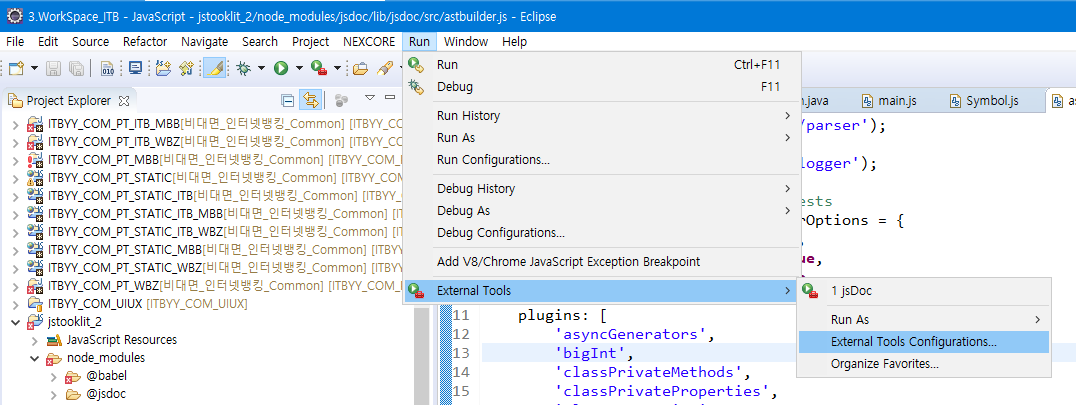 3.WorkSpace_ITB - JavaScript - jstooklit_2/node_modules/jsdoc/lib/jsdoc/src/astbuilder.js - Eclipse
File Edit Source Refactor Navigate Search Project NEXCORE Run Window Help
Run Ctrl+F11
Debug F11
Run History
Run As
Run Configurations...
Debug History
Debug As
Debug Configurations...
Add V8/Chrome JavaScript Exception Breakpoint
External Tools
1 jsDoc
Run As
External Tools Configurations...
Organize Favorites...
Project Explorer
ITBYY_COM_PT_ITB_MBB[비대면_인터넷뱅킹_Common] [ITBYY_CO
ITBYY_COM_PT_ITB_WBZ[비대면_인터넷뱅킹_Common] [ITBYY_CO
ITBYY_COM_PT_MBB[비대면_인터넷뱅킹_Common] [ITBYY_COM_P
ITBYY_COM_PT_STATIC[비대면_인터넷뱅킹_Common] [ITBYY_COM
ITBYY_COM_PT_STATIC_ITB[비대면_인터넷뱅킹_Common] [ITBYY_
ITBYY_COM_PT_STATIC_ITB_MBB[비대면_인터넷뱅킹_Common]
ITBYY_COM_PT_STATIC_ITB_WBZ[비대면_인터넷뱅킹_Common] [
ITBYY_COM_PT_STATIC_MBB[비대면_인터넷뱅킹_Common] [ITBYY
ITBYY_COM_PT_STATIC_WBZ[비대면_인터넷뱅킹_Common] [ITBYY
ITBYY_COM_PT_WBZ[비대면_인터넷뱅킹_Common] [ITBYY_COM_P
ITBYY_COM_UIUX [ITBYY_COM_UIUX]
jstooklit_2
JavaScript Resources
node_modules
@babel
@jsdoc
n.java main.js Symbol.js as
/parser');
logger');
ests
rOptions = {
ue,
11 plugins: [
12 'asyncGenerators',
13 'bigInt',
14 'classPrivateMethods',
15 'classPrivateProperties',